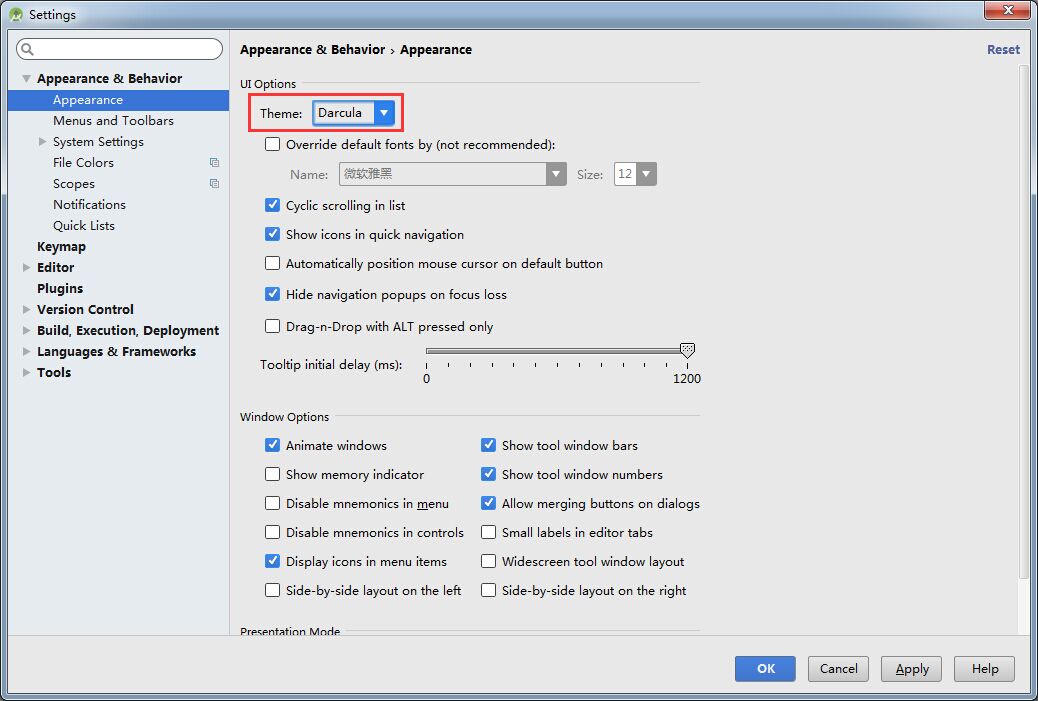 Settings
Appearance & Behavior
Appearance
Menus and Toolbars
System Settings
File Colors
Scopes
Notifications
Quick Lists
Keymap
Editor
Plugins
Version Control
Build, Execution, Deployment
Languages & Frameworks
Tools
Appearance & Behavior › Appearance
Reset
UI Options
Theme: Darcula
Override default fonts by (not recommended):
Name: 微软雅黑 Size: 12
Cyclic scrolling in list
Show icons in quick navigation
Automatically position mouse cursor on default button
Hide navigation popups on focus loss
Drag-n-Drop with ALT pressed only
Tooltip initial delay (ms):
0 1200
Window Options
Animate windows Show tool window bars
Show memory indicator Show tool window numbers
Disable mnemonics in menu Allow merging buttons on dialogs
Disable mnemonics in controls Small labels in editor tabs
Display icons in menu items Widescreen tool window layout
Side-by-side layout on the left Side-by-side layout on the right
Presentation Mode
OK Cancel Apply Help